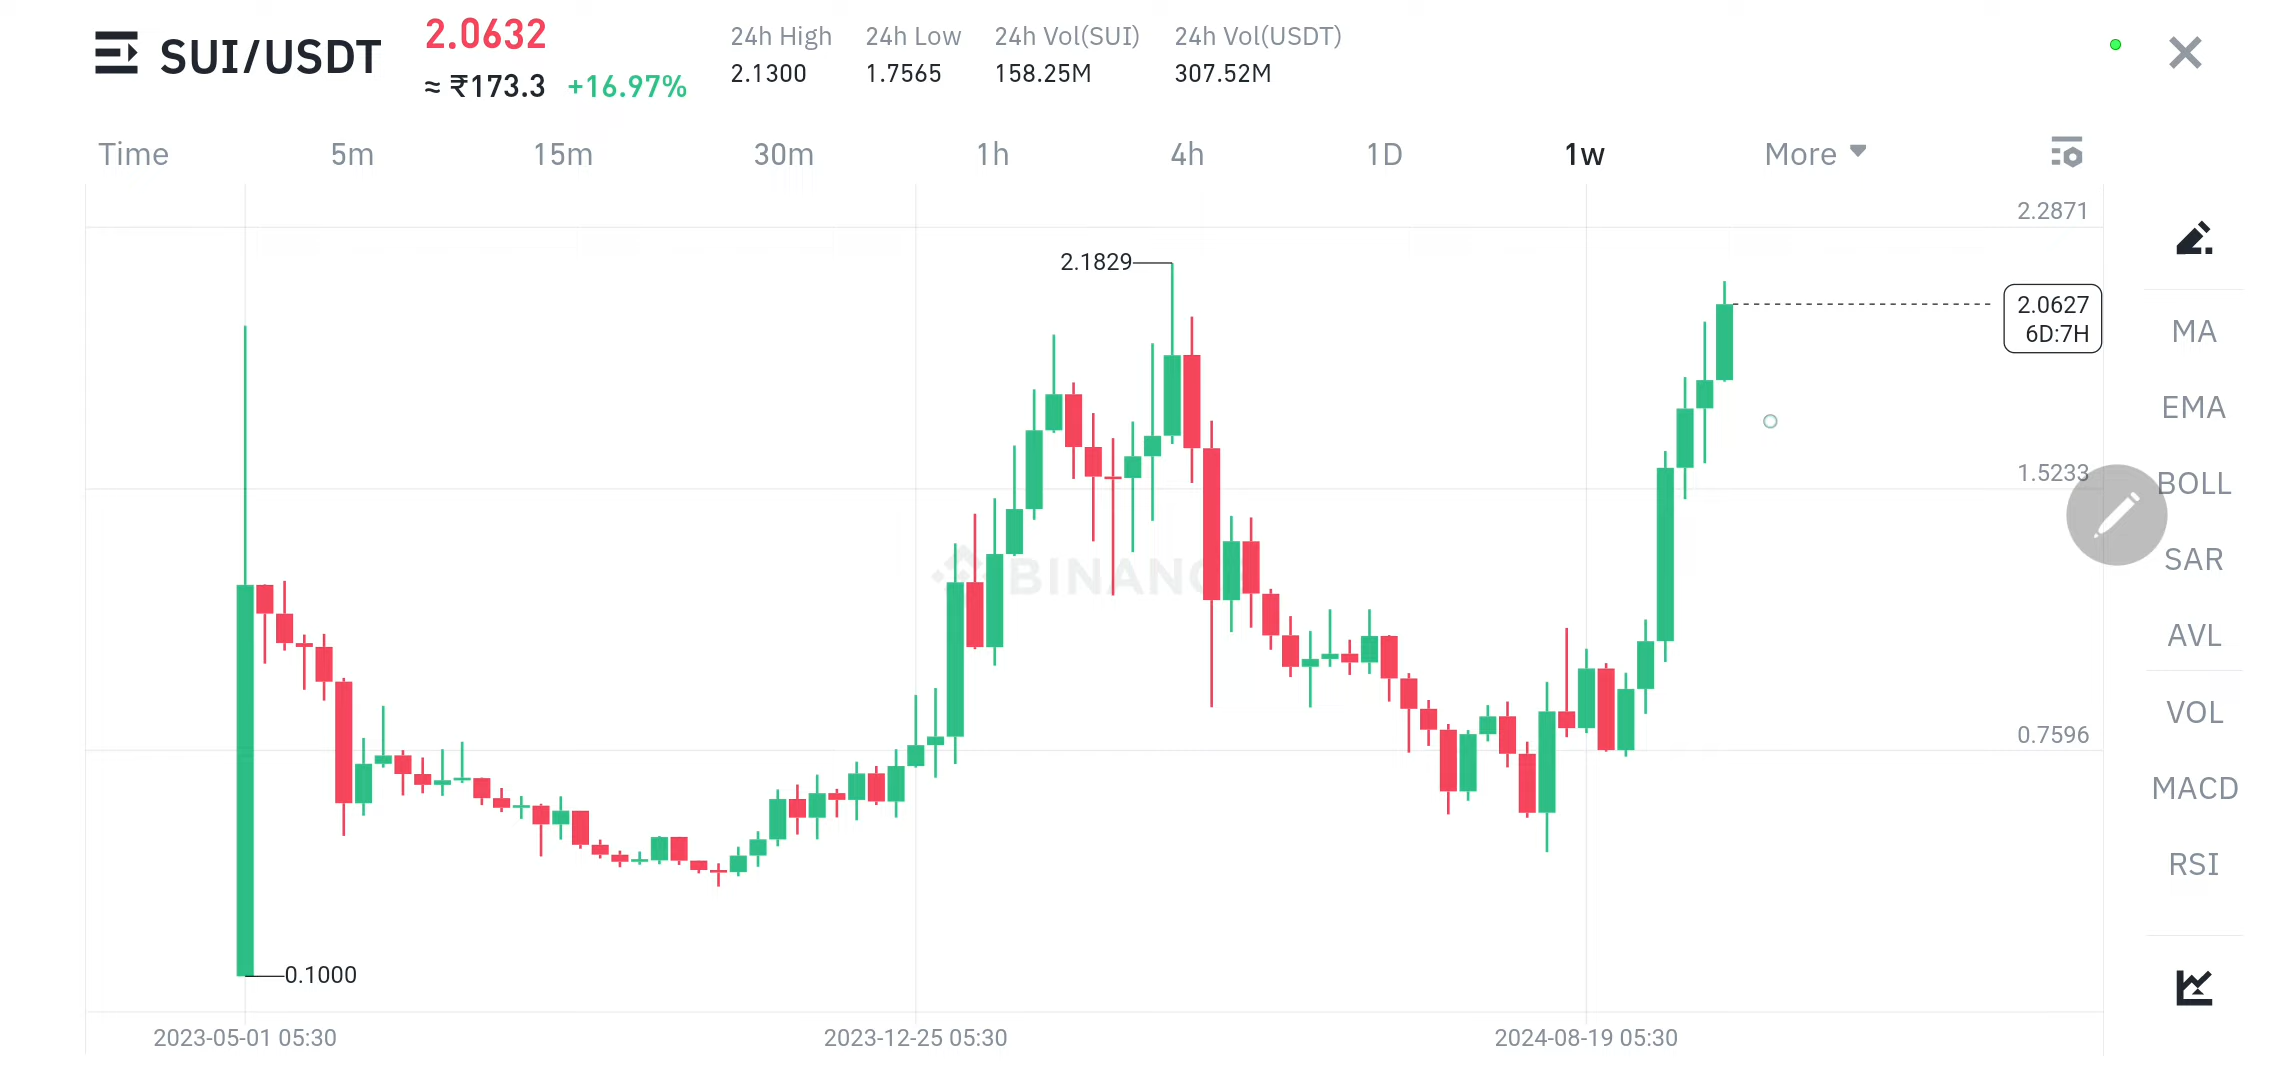 SUI/USDT
2.0632
≈ ₹173.3 +16.97%
24h High 24h Low 24h Vol(SUI) 24h Vol(USDT)
2.1300 1.7565 158.25M 307.52M
Time 5m 15m 30m 1h 4h 1D 1w More
2.2871
2.1829
2.0627
6D:7H
MA
EMA
1.5233
BOLL
BINANC
SAR
AVL
VOL
0.7596
MACD
RSI
0.1000
2023-05-01 05:30 2023-12-25 05:30 2024-08-19 05:30